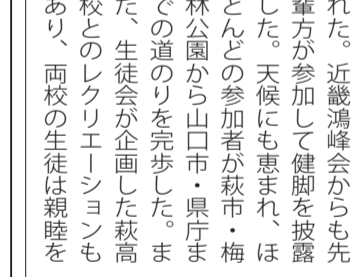 れた。近畿鴻峰会からも先
輩方が参加して健脚を披露
した。天候にも恵まれ、ほ
とんどの参加者が萩市・梅
林公園から山口市・県庁ま
での道のりを完歩した。ま
た、生徒会が企画した萩高
校とのレクリエーションも
あり、両校の生徒は親睦を